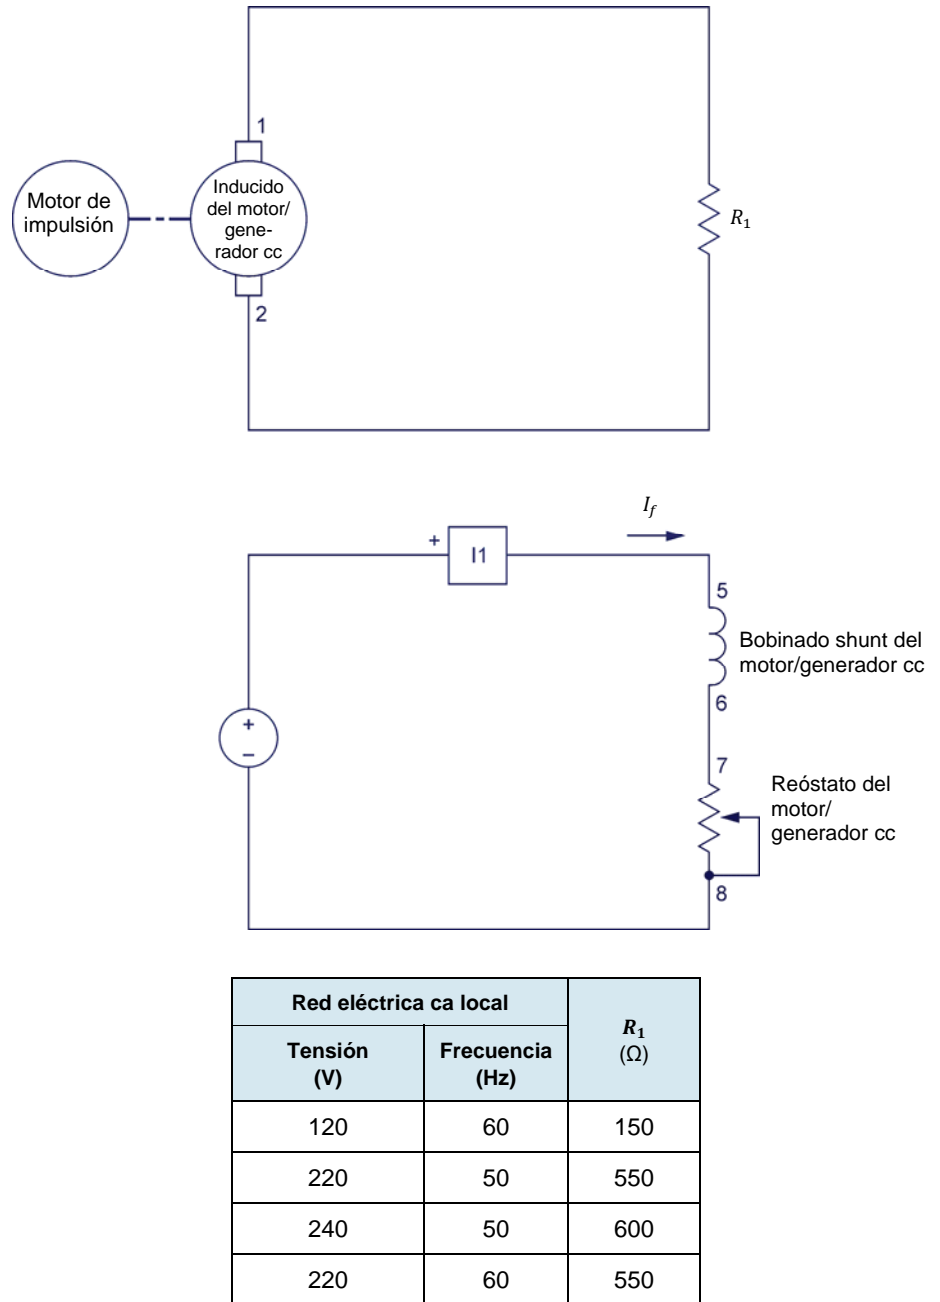 1
Motor de
impulsión
Inducido
del motor/
gene-
rador cc
R₁
2
I_f
+
I1
5
Bobinado shunt del
motor/generador cc
6
+
–
7
Reóstato del
motor/
generador cc
8
Red eléctrica ca local
R₁
(Ω)
Tensión
(V)
Frecuencia
(Hz)
120 60 150
220 50 550
240 50 600
220 60 550